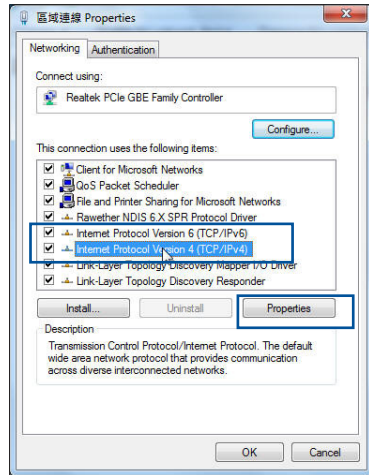 區域連線 Properties
Networking
Authentication
Connect using:
Realtek PCIe GBE Family Controller
Configure...
This connection uses the following items:
Client for Microsoft Networks
QoS Packet Scheduler
File and Printer Sharing for Microsoft Networks
Rawether NDIS 6.X SPR Protocol Driver
Internet Protocol Version 6 (TCP/IPv6)
Internet Protocol Version 4 (TCP/IPv4)
Link-Layer Topology Discovery Mapper I/O Driver
Link-Layer Topology Discovery Responder
Install...
Uninstall
Properties
Description
Transmission Control Protocol/Internet Protocol. The default
wide area network protocol that provides communication
across diverse interconnected networks.
OK
Cancel